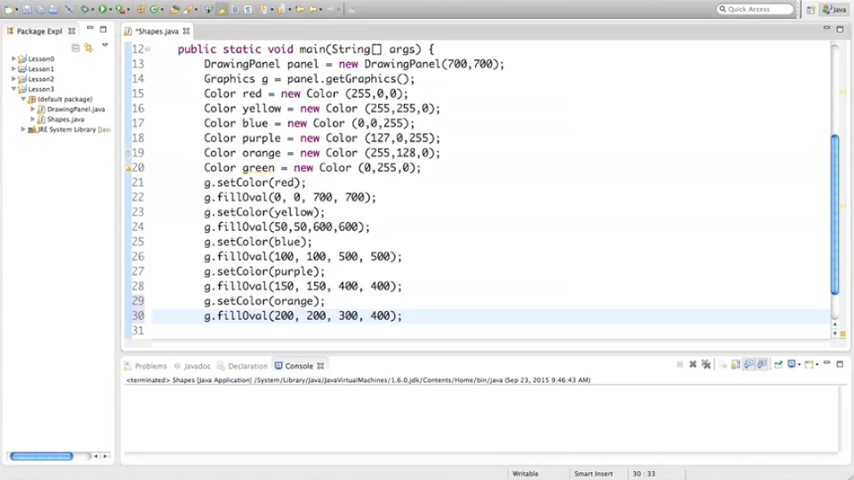 Quick Access
Java
Package Expl
*Shapes.java
Lesson0
Lesson1
Lesson2
Lesson3
(default package)
DrawingPanel.java
Shapes.java
JRE System Library [Java
12 public static void main(String[] args) {
13 DrawingPanel panel = new DrawingPanel(700,700);
14 Graphics g = panel.getGraphics();
15 Color red = new Color (255,0,0);
16 Color yellow = new Color (255,255,0);
17 Color blue = new Color (0,0,255);
18 Color purple = new Color (127,0,255);
19 Color orange = new Color (255,128,0);
20 Color green = new Color (0,255,0);
21 g.setColor(red);
22 g.fillOval(0, 0, 700, 700);
23 g.setColor(yellow);
24 g.fillOval(50,50,600,600);
25 g.setColor(blue);
26 g.fillOval(100, 100, 500, 500);
27 g.setColor(purple);
28 g.fillOval(150, 150, 400, 400);
29 g.setColor(orange);
30 g.fillOval(200, 200, 300, 400);
31
Problems Javadoc Declaration Console
<terminated> Shapes [Java Application] /System/Library/Java/JavaVirtualMachines/1.6.0.jdk/Contents/Home/bin/java (Sep 23, 2015 9:46:43 AM)
Writable Smart Insert 30 : 33